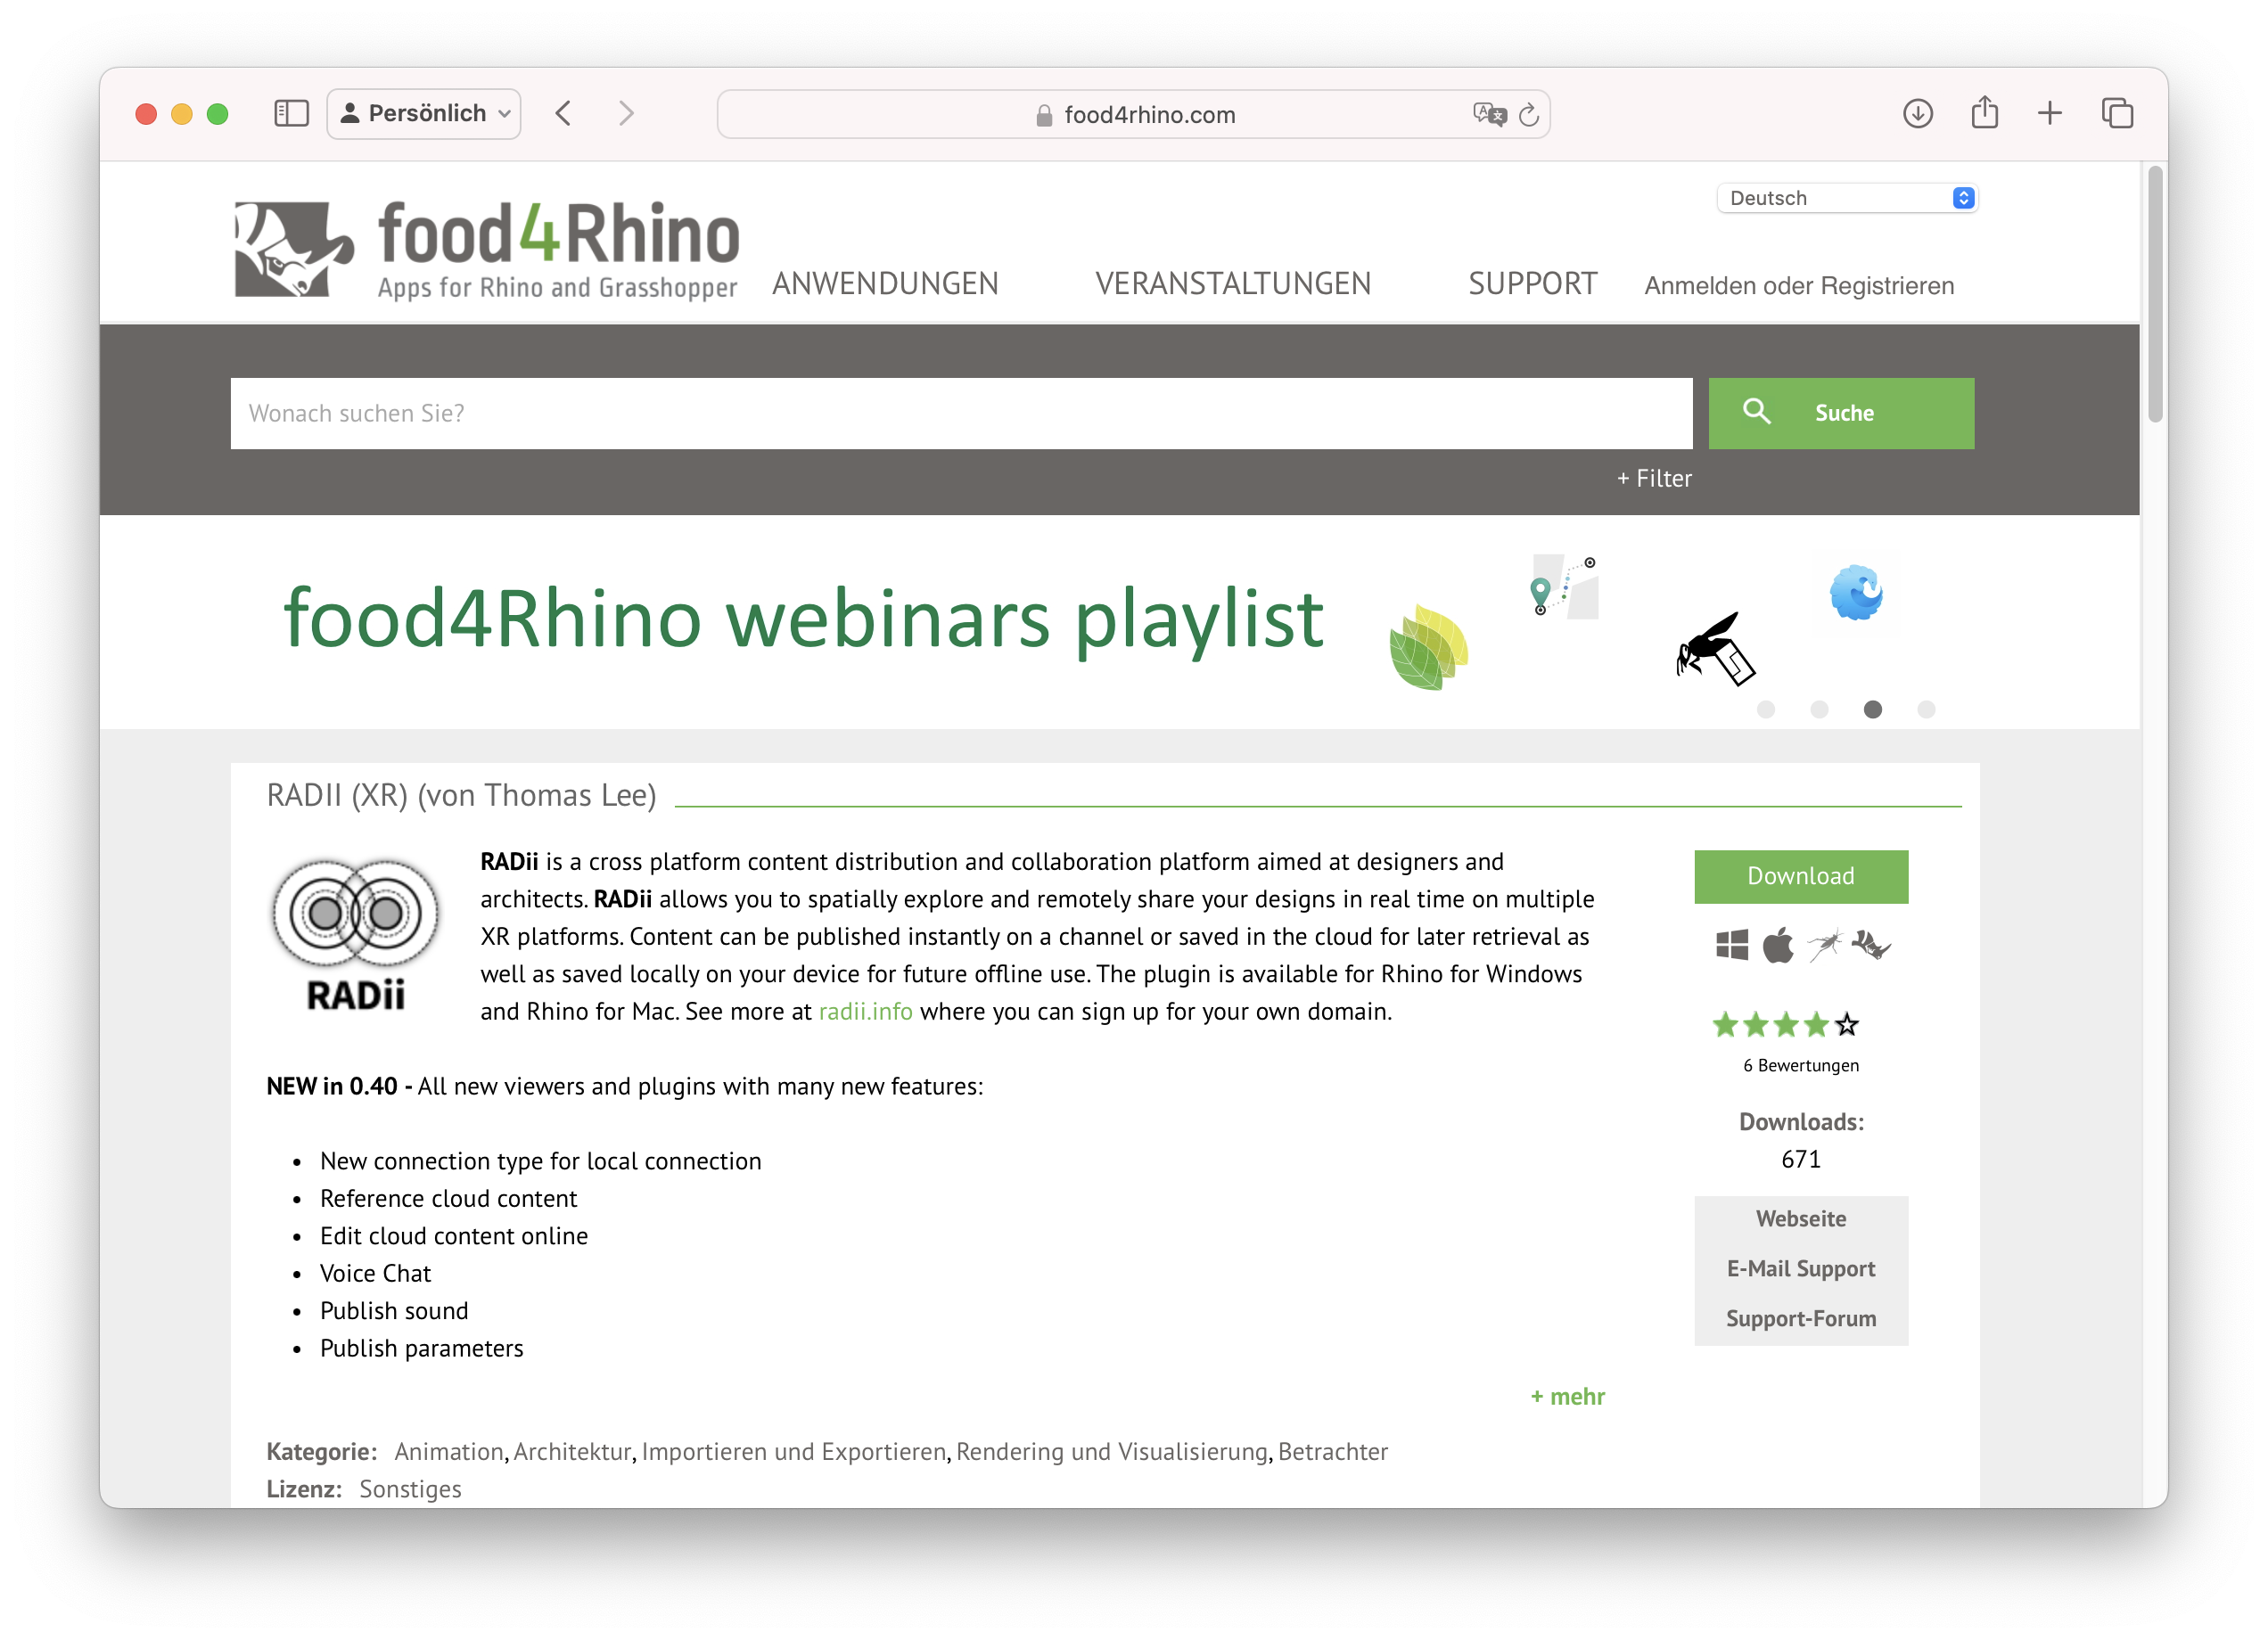 Persönlich
food4rhino.com
Deutsch
food4Rhino
Apps for Rhino and Grasshopper
ANWENDUNGEN VERANSTALTUNGEN SUPPORT Anmelden oder Registrieren
Wonach suchen Sie?
Suche
+ Filter
food4Rhino webinars playlist
RADII (XR) (von Thomas Lee)
RADii
RADii is a cross platform content distribution and collaboration platform aimed at designers and
architects. RADii allows you to spatially explore and remotely share your designs in real time on multiple
XR platforms. Content can be published instantly on a channel or saved in the cloud for later retrieval as
well as saved locally on your device for future offline use. The plugin is available for Rhino for Windows
and Rhino for Mac. See more at radii.info where you can sign up for your own domain.
NEW in 0.40 - All new viewers and plugins with many new features:
• New connection type for local connection
• Reference cloud content
• Edit cloud content online
• Voice Chat
• Publish sound
• Publish parameters
+ mehr
Kategorie: Animation, Architektur, Importieren und Exportieren, Rendering und Visualisierung, Betrachter
Lizenz: Sonstiges
Download
6 Bewertungen
Downloads:
671
Webseite
E-Mail Support
Support-Forum